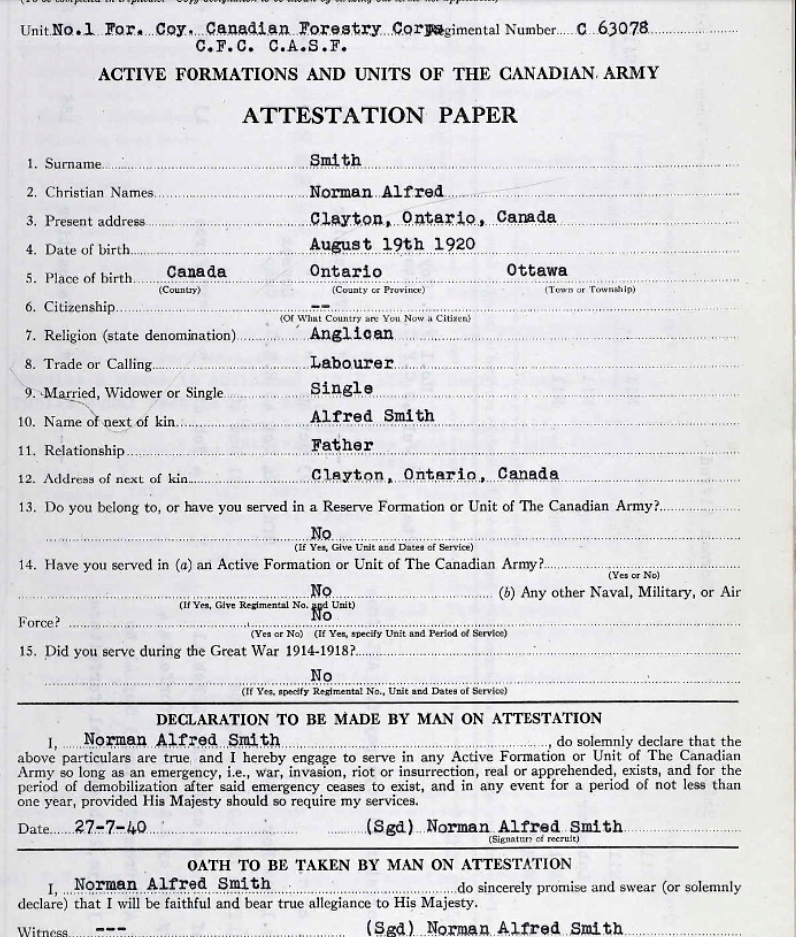 Unit No.1 For. Coy. Canadian Forestry Corps Regimental Number C 63078
C.F.C. C.A.S.F.
ACTIVE FORMATIONS AND UNITS OF THE CANADIAN ARMY
ATTESTATION PAPER
1. Surname Smith
2. Christian Names Norman Alfred
3. Present address Clayton, Ontario, Canada
4. Date of birth August 19th 1920
5. Place of birth Canada Ontario Ottawa
(Country) (County or Province) (Town or Township)
6. Citizenship --
(Of What Country are You Now a Citizen)
7. Religion (state denomination) Anglican
8. Trade or Calling Labourer
9. Married, Widower or Single Single
10. Name of next of kin Alfred Smith
11. Relationship Father
12. Address of next of kin Clayton, Ontario, Canada
13. Do you belong to, or have you served in a Reserve Formation or Unit of The Canadian Army?
No
(If Yes, Give Unit and Dates of Service)
14. Have you served in (a) an Active Formation or Unit of The Canadian Army?
(Yes or No)
No (b) Any other Naval, Military, or Air
(If Yes, Give Regimental No. and Unit)
Force? No
(Yes or No) (If Yes, specify Unit and Period of Service)
15. Did you serve during the Great War 1914-1918?
No
(If Yes, specify Regimental No., Unit and Dates of Service)
DECLARATION TO BE MADE BY MAN ON ATTESTATION
I, Norman Alfred Smith, do solemnly declare that the
above particulars are true, and I hereby engage to serve in any Active Formation or Unit of The Canadian
Army so long as an emergency, i.e., war, invasion, riot or insurrection, real or apprehended, exists, and for the
period of demobilization after said emergency ceases to exist, and in any event for a period of not less than
one year, provided His Majesty should so require my services.
Date 27-7-40 (Sgd) Norman Alfred Smith
(Signature of recruit)
OATH TO BE TAKEN BY MAN ON ATTESTATION
I, Norman Alfred Smith do sincerely promise and swear (or solemnly
declare) that I will be faithful and bear true allegiance to His Majesty.
Witness --- (Sgd) Norman Alfred Smith